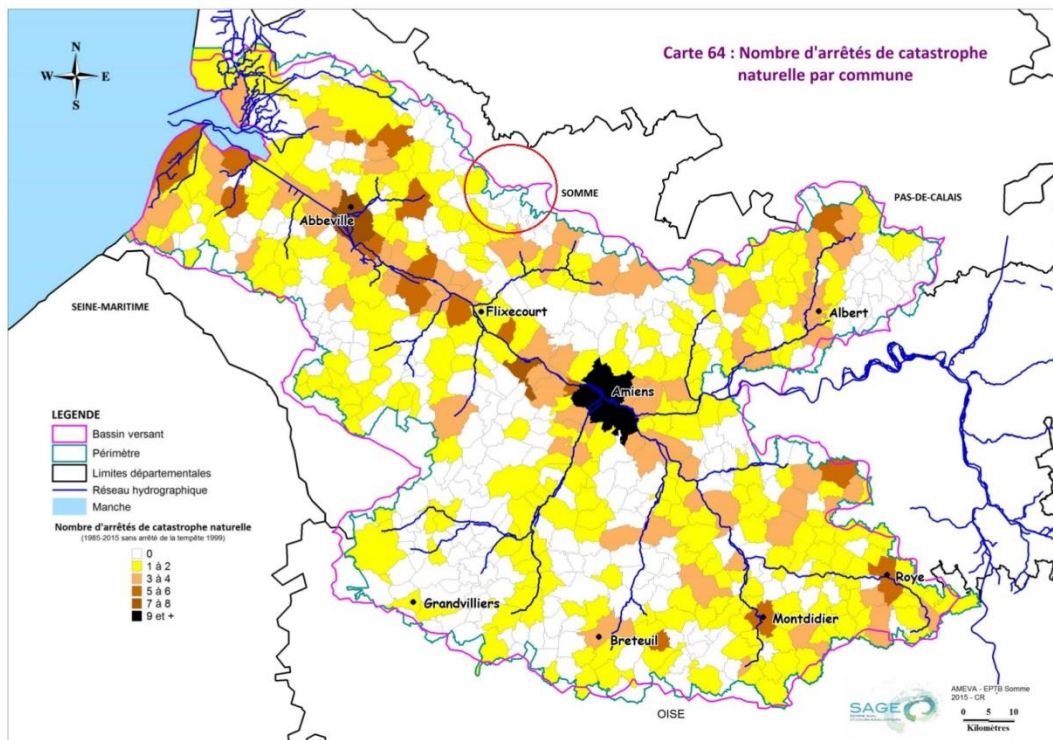 Carte 64 : Nombre d'arrêtés de catastrophe
naturelle par commune
N
W E
S
SOMME
PAS-DE-CALAIS
Abbeville
SEINE-MARITIME
Flixecourt
Albert
Amiens
LEGENDE
Bassin versant
Périmètre
Limites départementales
Réseau hydrographique
Manche
Nombre d'arrêtés de catastrophe naturelle
(1985-2015 sans arrêté de la tempête 1999)
0
1 à 2
3 à 4
5 à 6
7 à 8
9 et +
Roye
Grandvilliers
Montdidier
Breteuil
OISE
SAGE
AMEVA - EPTB Somme
2015 - CR
0 5 10
Kilomètres